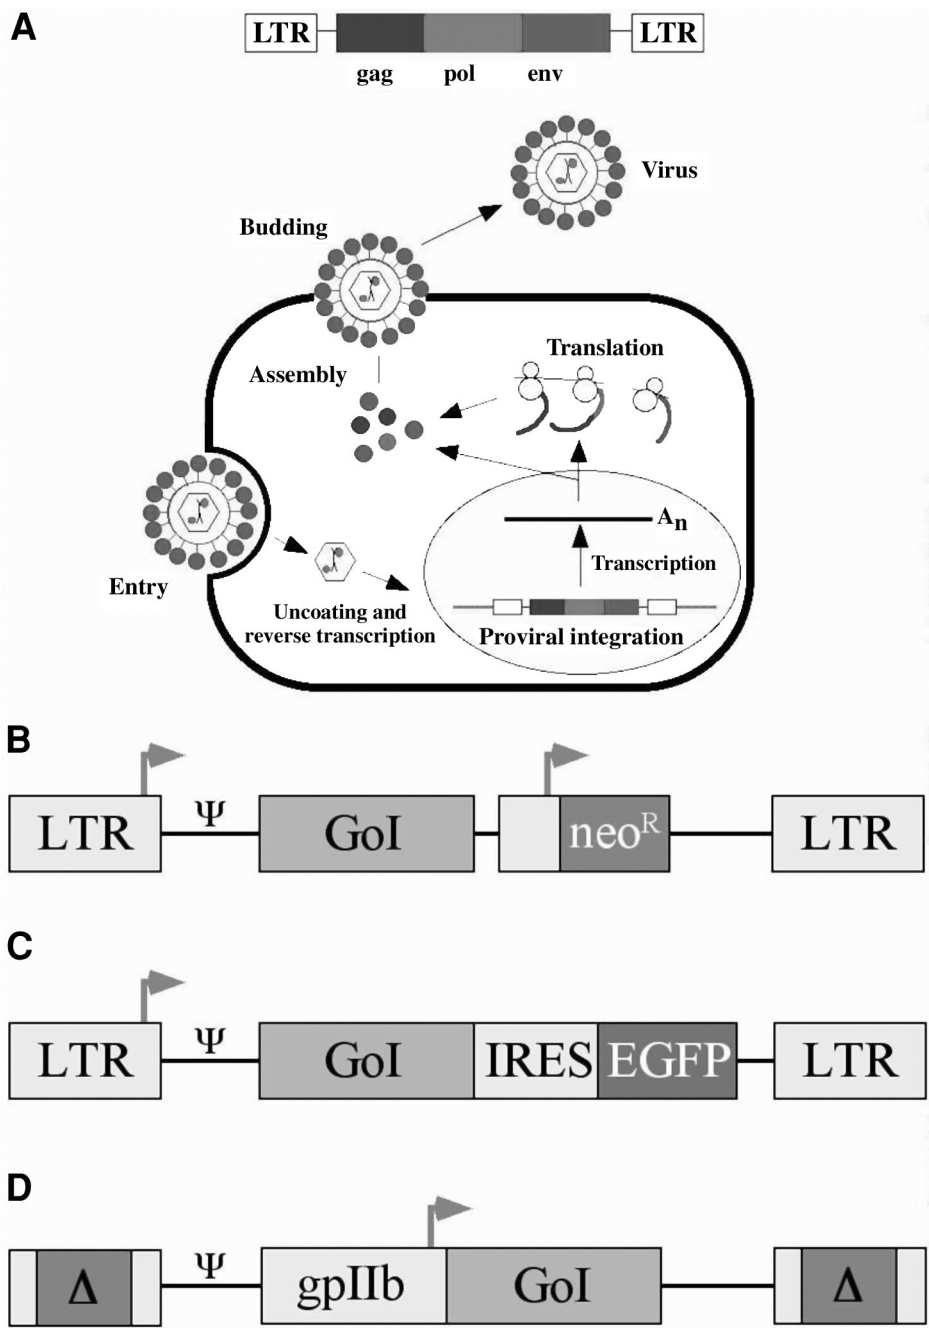 A
LTR LTR
gag pol env
Virus
Budding
Translation
Assembly
An
Transcription
Entry
Uncoating and
reverse transcription
Proviral integration
B
LTR Ψ GoI neoR LTR
C
LTR Ψ GoI IRES EGFP LTR
D
Δ Ψ gpIIb GoI Δ